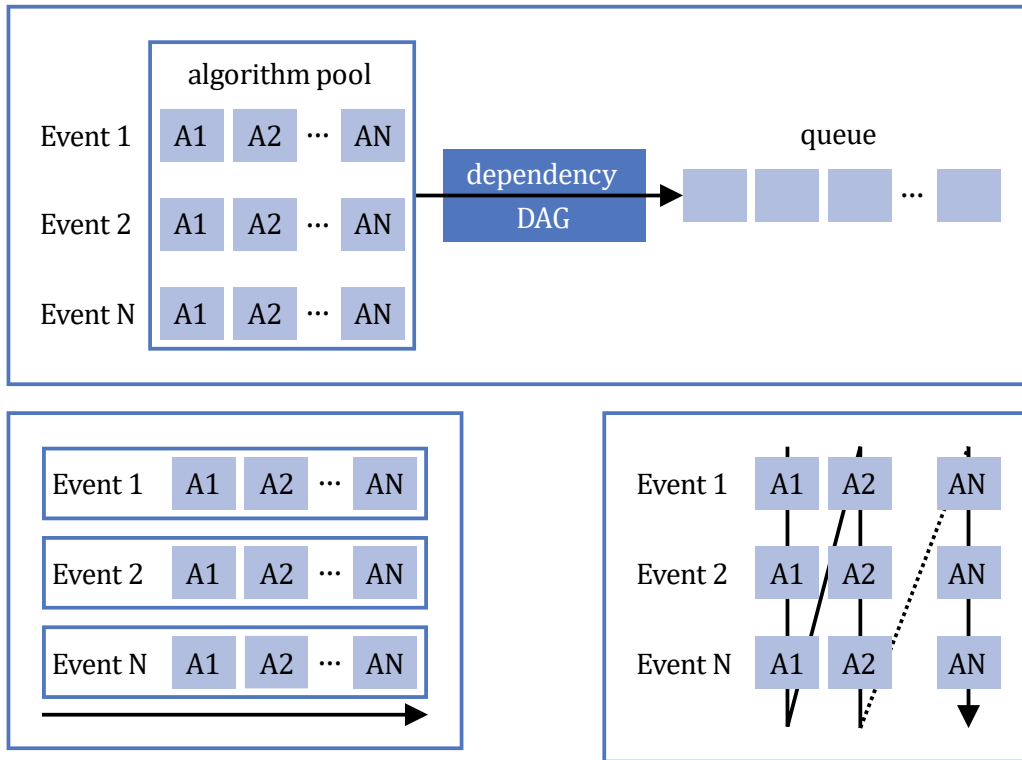 algorithm pool
Event 1 A1 A2 ··· AN
Event 2 A1 A2 ··· AN
Event N A1 A2 ··· AN
dependency
DAG
queue
···
Event 1 A1 A2 ··· AN
Event 2 A1 A2 ··· AN
Event N A1 A2 ··· AN
Event 1 A1 A2 AN
Event 2 A1 A2 AN
Event N A1 A2 AN